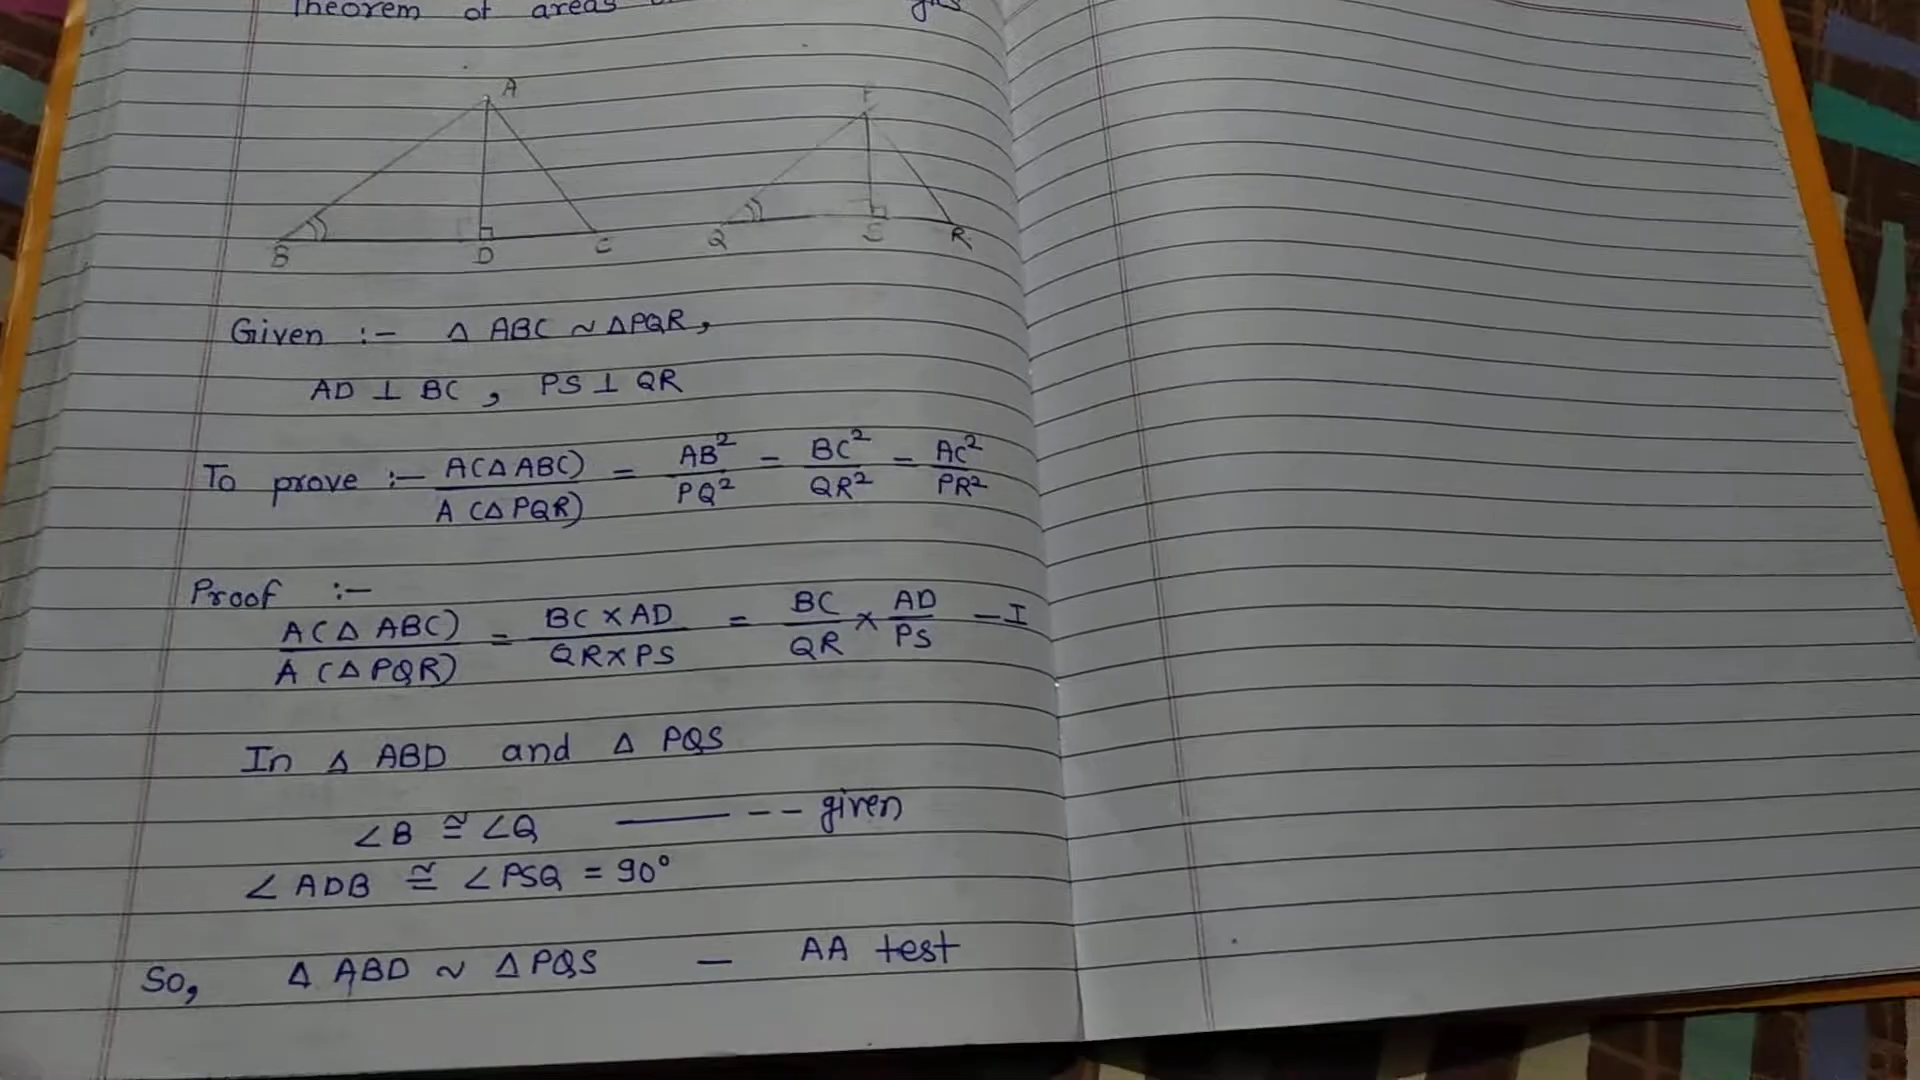 Theorem of areas
A
B
D
C
Q
S
R
Given :- Δ ABC ~ ΔPQR,
AD ⊥ BC , PS ⊥ QR
To prove :- A(Δ ABC) / A (Δ PQR) = AB² / PQ² = BC² / QR² = AC² / PR²
Proof :-
A(Δ ABC) / A (Δ PQR) = BC × AD / QR × PS = BC / QR × AD / PS - I
In Δ ABD and Δ PQS
∠B ≅ ∠Q ——— -- given
∠ ADB ≅ ∠ PSQ = 90°
So, Δ ABD ~ Δ PQS — AA test